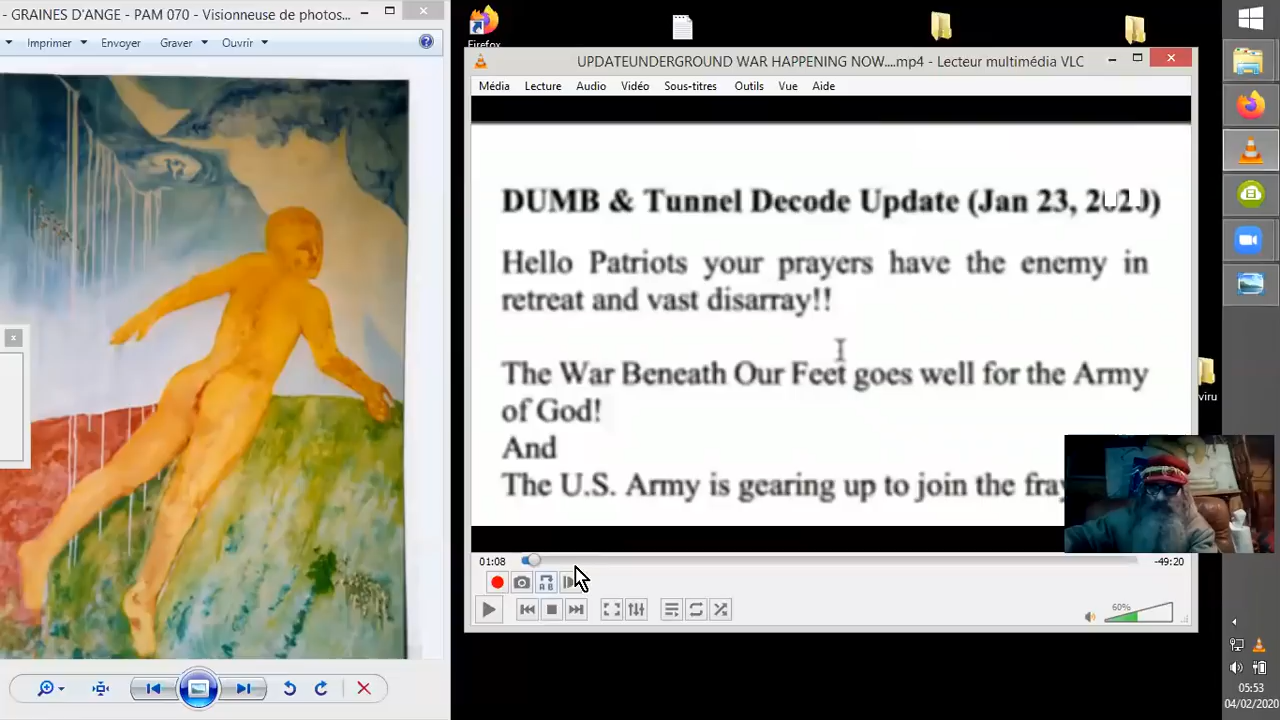 GRAINES D'ANGE - PAM 070 - Visionneuse de photos...
primer Envoyer Graver Ouvrir
Firefox
UPDATEUNDERGROUND WAR HAPPENING NOW....mp4 - Lecteur multimédia VLC
Média Lecture Audio Vidéo Sous-titres Outils Vue Aide
DUMB & Tunnel Decode Update (Jan 23, 2020)
Hello Patriots your prayers have the enemy in
retreat and vast disarray!!
The War Beneath Our Feet goes well for the Army
of God!
And
The U.S. Army is gearing up to join the fray
viru
01:08 -49:20
60%
05:53
04/02/2020